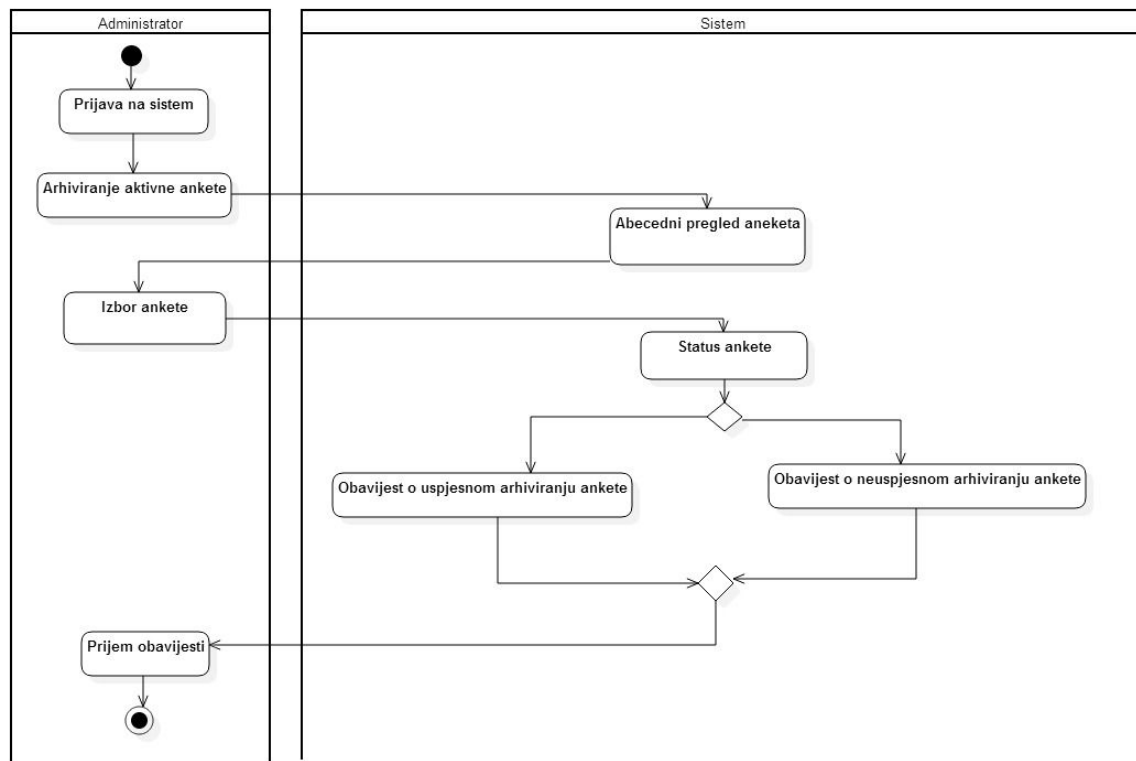 Administrator
Sistem
Prijava na sistem
Arhiviranje aktivne ankete
Abecedni pregled aneketa
Izbor ankete
Status ankete
Obavijest o uspjesnom arhiviranju ankete
Obavijest o neuspjesnom arhiviranju ankete
Prijem obavijesti